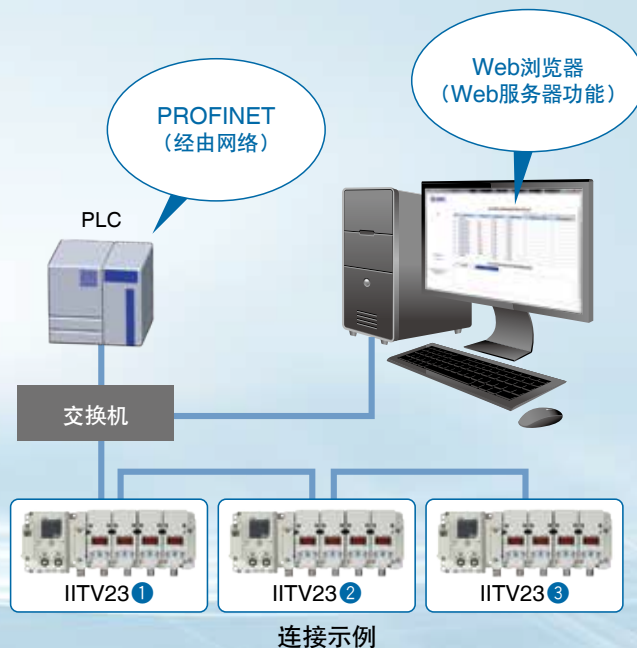 Web浏览器
（Web服务器功能）
PROFINET
（经由网络）
PLC
交换机
IITV23❶
IITV23❷
IITV23❸
连接示例